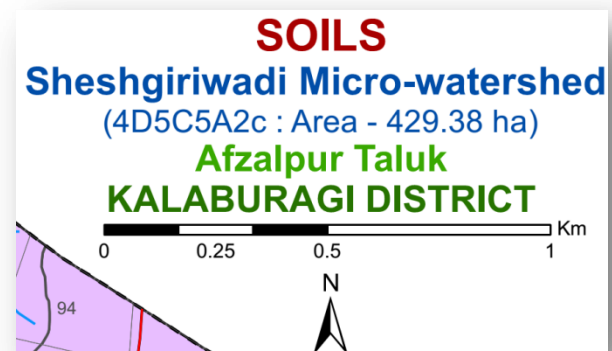 SOILS
Sheshgiriwadi Micro-watershed
(4D5C5A2c : Area - 429.38 ha)
Afzalpur Taluk
KALABURAGI DISTRICT
Km
0 0.25 0.5 1
N
94